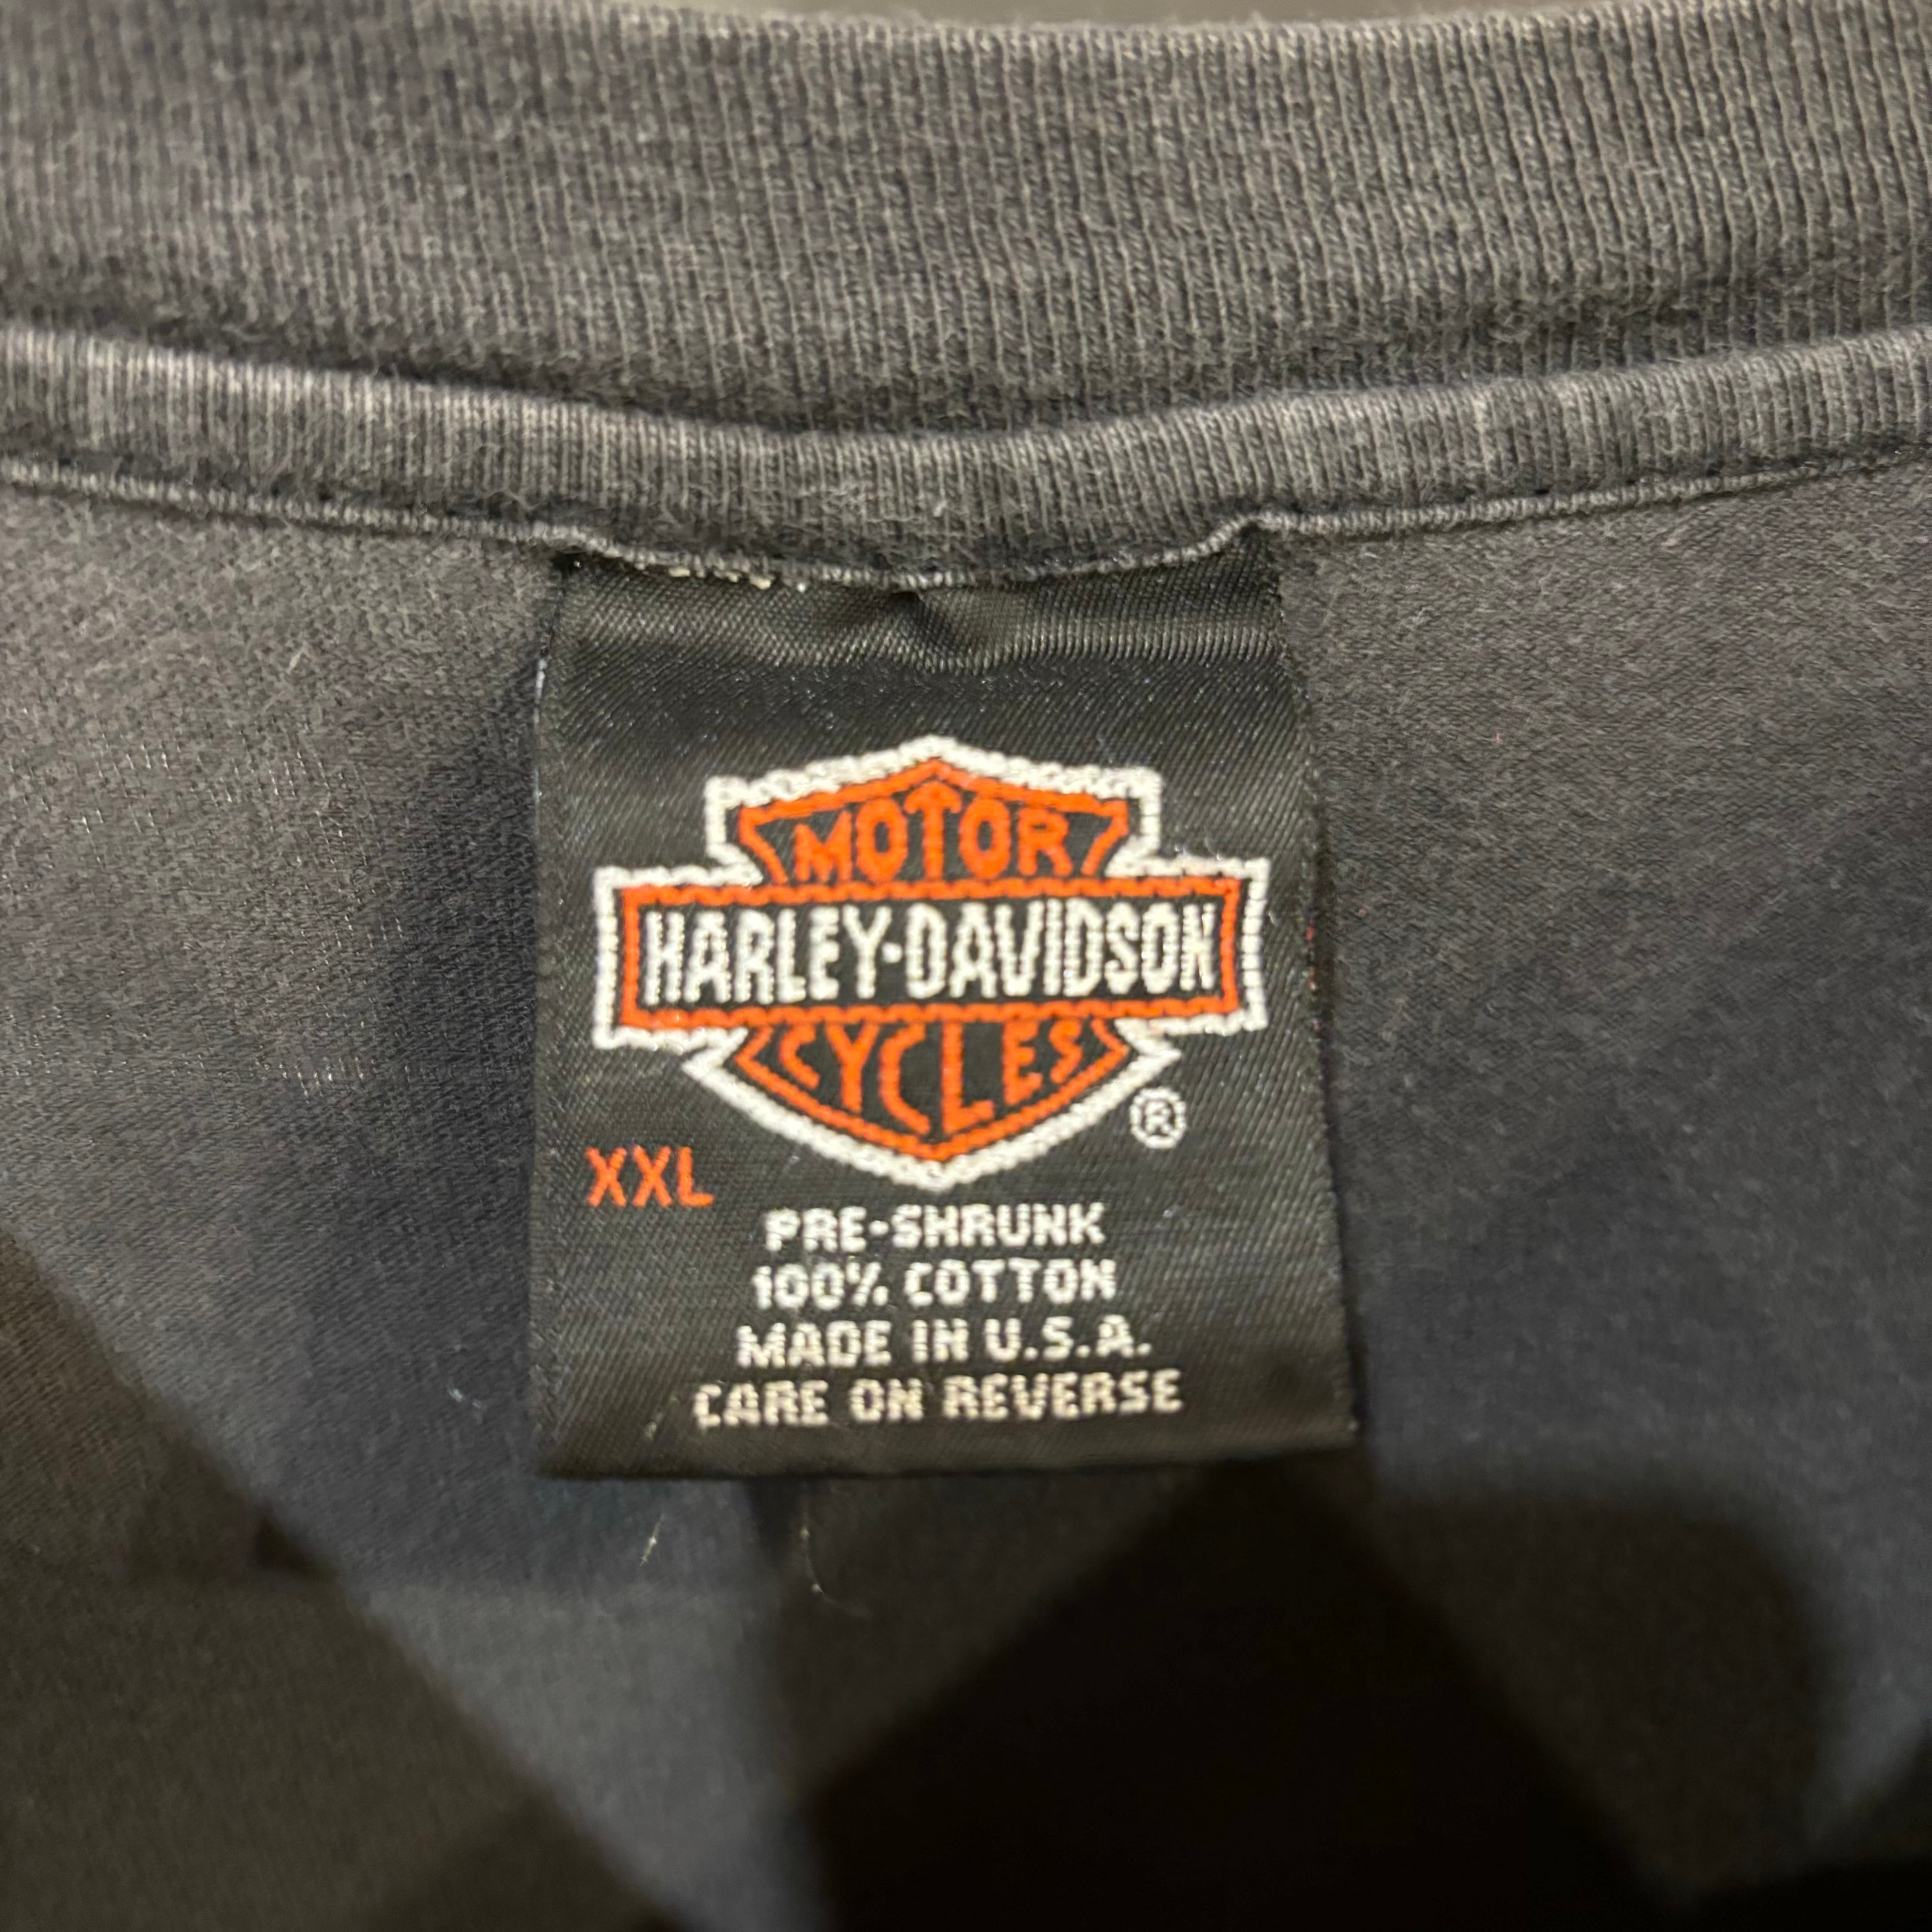 MOTOR
HARLEY-DAVIDSON
CYCLES
®
XXL
PRE-SHRUNK
100% COTTON
MADE IN U.S.A.
CARE ON REVERSE